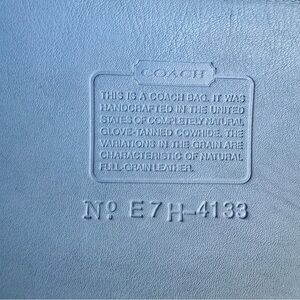 COACH
THIS IS A COACH BAG. IT WAS
HANDCRAFTED IN THE UNITED
STATES OF COMPLETELY NATURAL
GLOVE-TANNED COWHIDE. THE
VARIATIONS IN THE GRAIN ARE
CHARACTERISTIC OF NATURAL
FULL-GRAIN LEATHER.
Nº E7H-4133